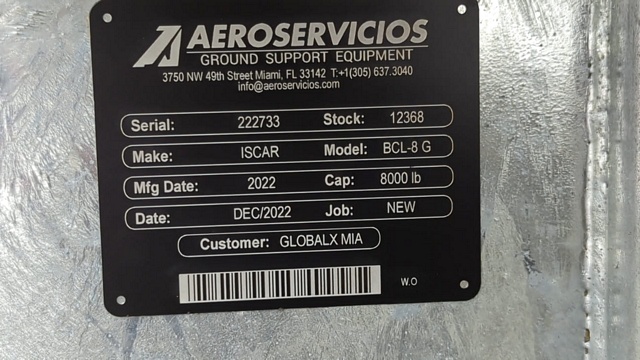 AEROSERVICIOS
GROUND SUPPORT EQUIPMENT
3750 NW 49th Street Miami, FL 33142 T:+1(305) 637.3040
info@aeroservicios.com
Serial: 222733 Stock: 12368
Make: ISCAR Model: BCL-8 G
Mfg Date: 2022 Cap: 8000 lb
Date: DEC/2022 Job: NEW
Customer: GLOBALX MIA
W.O